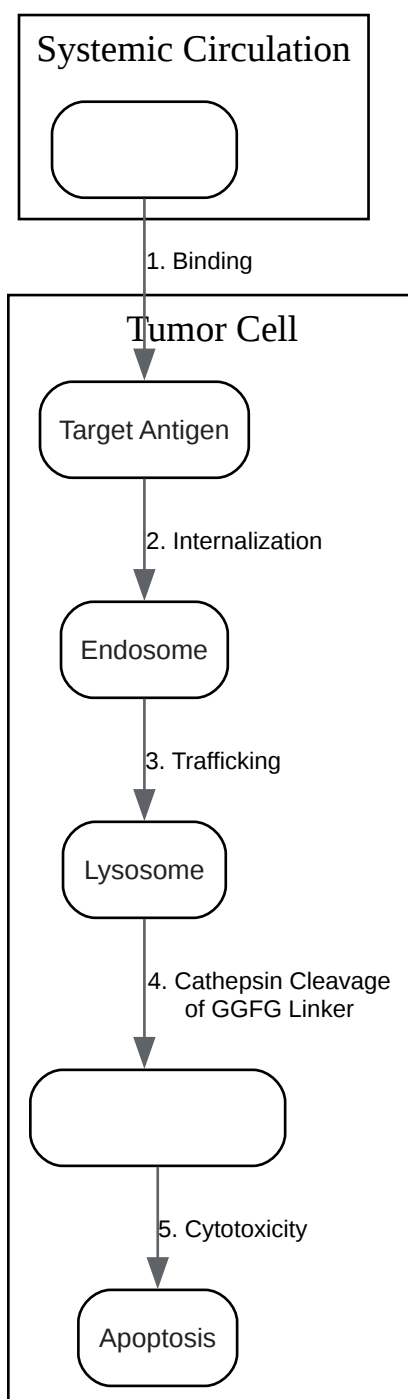 Systemic Circulation
1. Binding
Tumor Cell
Target Antigen
2. Internalization
Endosome
3. Trafficking
Lysosome
4. Cathepsin Cleavage
of GGFG Linker
5. Cytotoxicity
Apoptosis